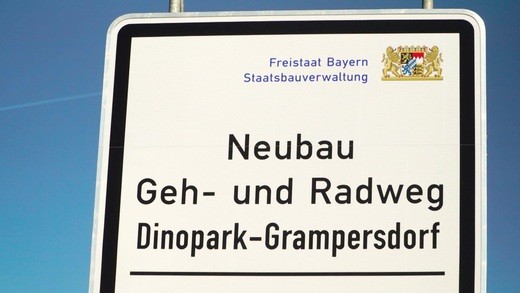 Freistaat Bayern
Staatsbauverwaltung
Neubau
Geh- und Radweg
Dinopark-Grampersdorf